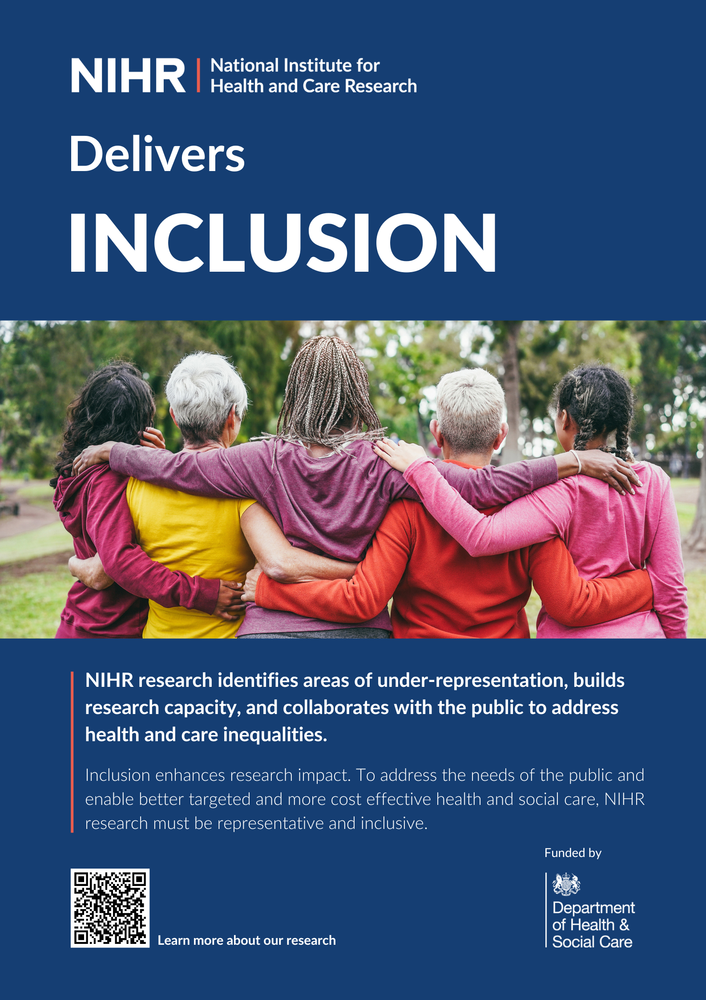 NIHR | National Institute for
Health and Care Research
Delivers
INCLUSION
NIHR research identifies areas of under-representation, builds
research capacity, and collaborates with the public to address
health and care inequalities.
Inclusion enhances research impact. To address the needs of the public and
enable better targeted and more cost effective health and social care, NIHR
research must be representative and inclusive.
Learn more about our research
Funded by
Department
of Health &
Social Care